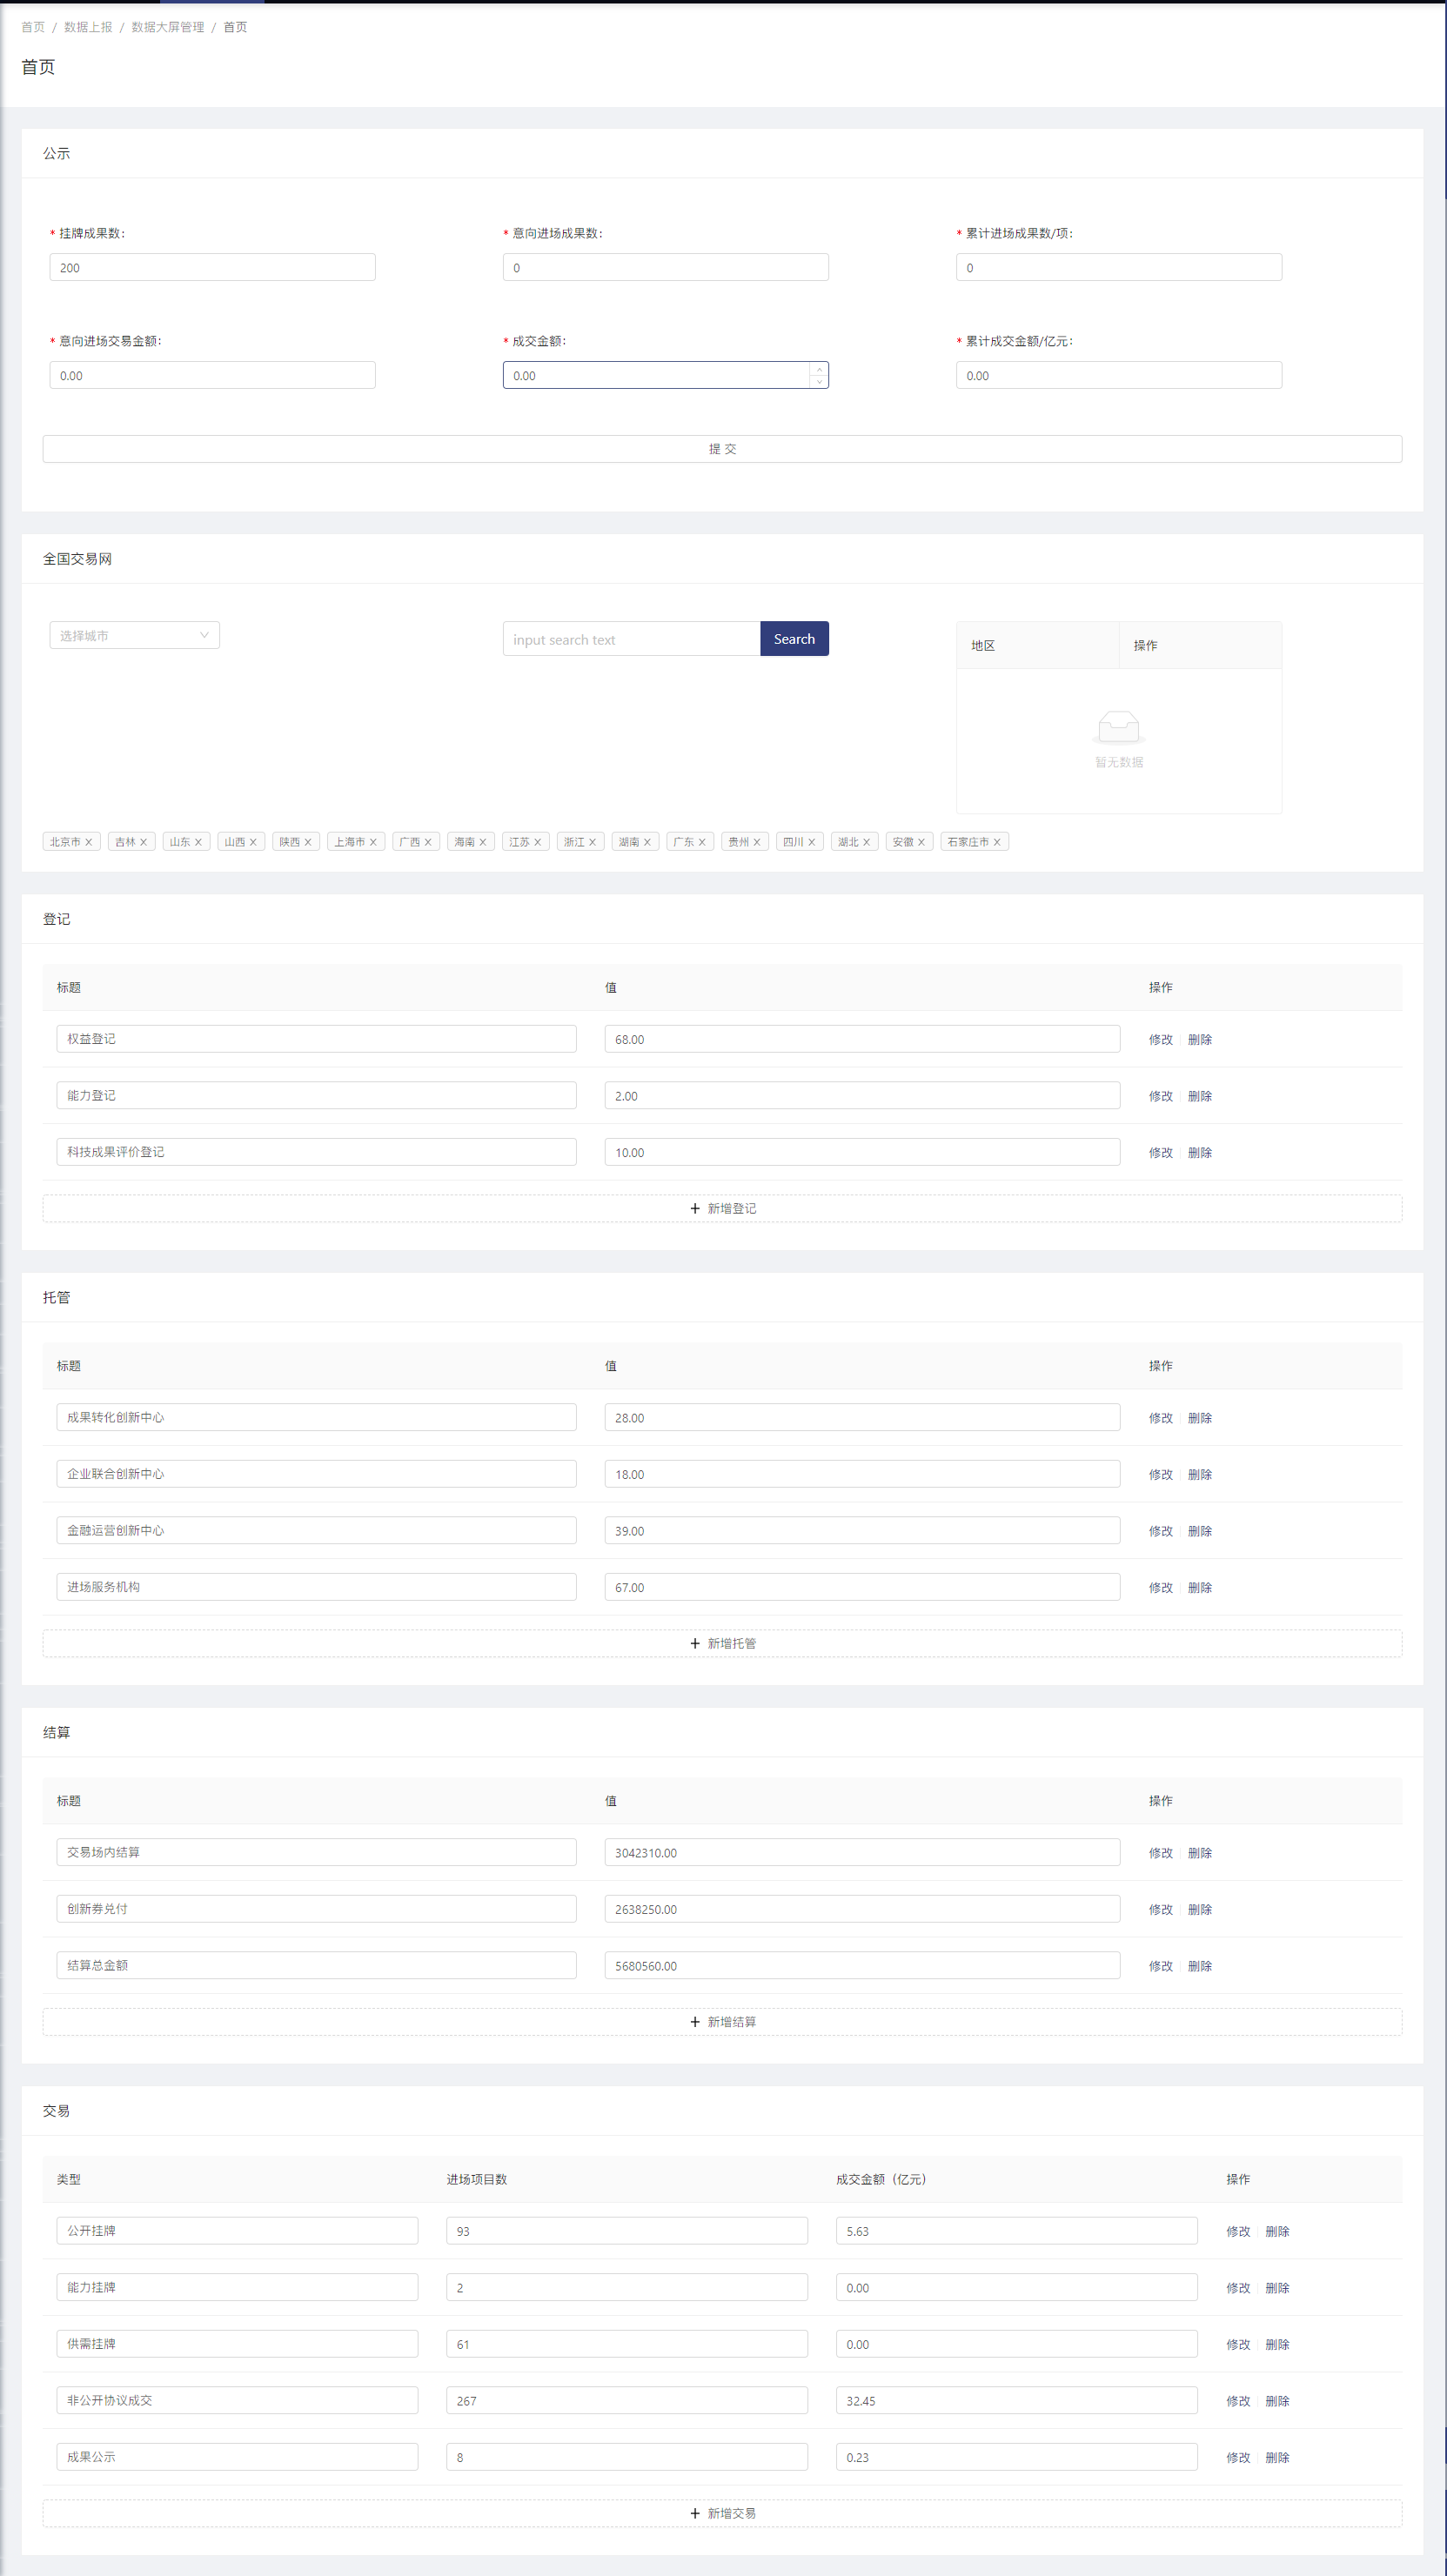 首页 / 数据上报 / 数据大屏管理 / 首页
首页
公示
* 挂牌成果数: * 意向进场成果数: * 累计进场成果数/项:
200 0 0
* 意向进场交易金额: * 成交金额: * 累计成交金额/亿元:
0.00 0.00 0.00
提 交
全国交易网
选择城市 input search text Search 地区 操作
暂无数据
北京市 吉林 山东 山西 陕西 上海市 广西 海南 江苏 浙江 湖南 广东 贵州 四川 湖北 安徽 石家庄市
登记
标题 值 操作
权益登记 68.00 修改 删除
能力登记 2.00 修改 删除
科技成果评价登记 10.00 修改 删除
+ 新增登记
托管
标题 值 操作
成果转化创新中心 28.00 修改 删除
企业联合创新中心 18.00 修改 删除
金融运营创新中心 39.00 修改 删除
进场服务机构 67.00 修改 删除
+ 新增托管
结算
标题 值 操作
交易场内结算 3042310.00 修改 删除
创新券兑付 2638250.00 修改 删除
结算总金额 5680560.00 修改 删除
+ 新增结算
交易
类型 进场项目数 成交金额（亿元） 操作
公开挂牌 93 5.63 修改 删除
能力挂牌 2 0.00 修改 删除
供需挂牌 61 0.00 修改 删除
非公开协议成交 267 32.45 修改 删除
成果公示 8 0.23 修改 删除
+ 新增交易